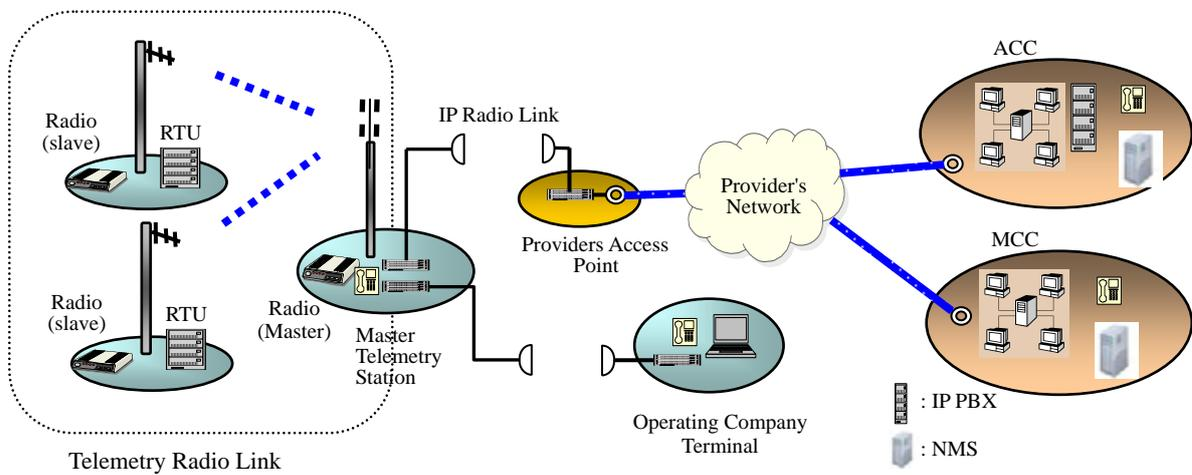 ACC
IP Radio Link
Radio
(slave)
RTU
Provider's
Network
Providers Access
Point
MCC
Radio
(slave)
RTU
Radio
(Master)
Master
Telemetry
Station
Operating Company
Terminal
: IP PBX
: NMS
Telemetry Radio Link